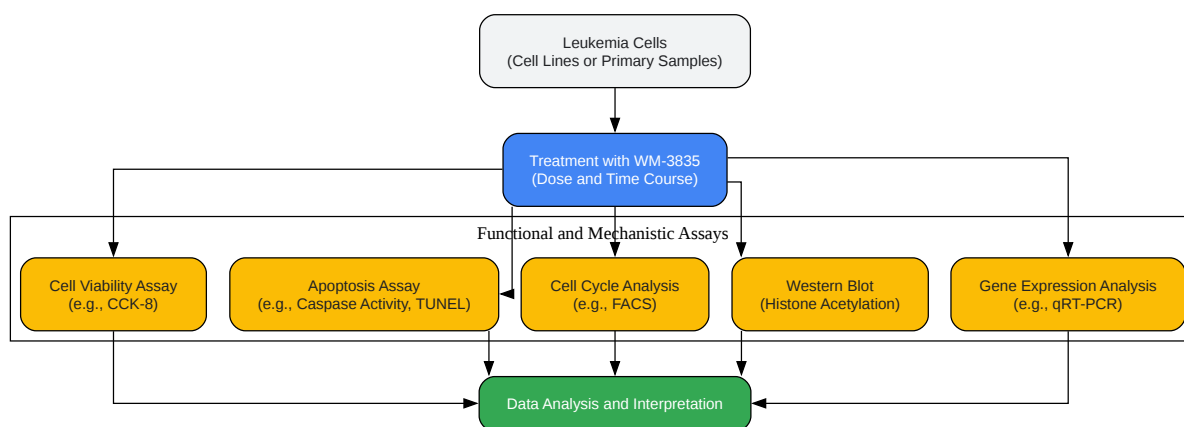 Leukemia Cells
(Cell Lines or Primary Samples)
Treatment with WM-3835
(Dose and Time Course)
Functional and Mechanistic Assays
Cell Viability Assay
(e.g., CCK-8)
Apoptosis Assay
(e.g., Caspase Activity, TUNEL)
Cell Cycle Analysis
(e.g., FACS)
Western Blot
(Histone Acetylation)
Gene Expression Analysis
(e.g., qRT-PCR)
Data Analysis and Interpretation